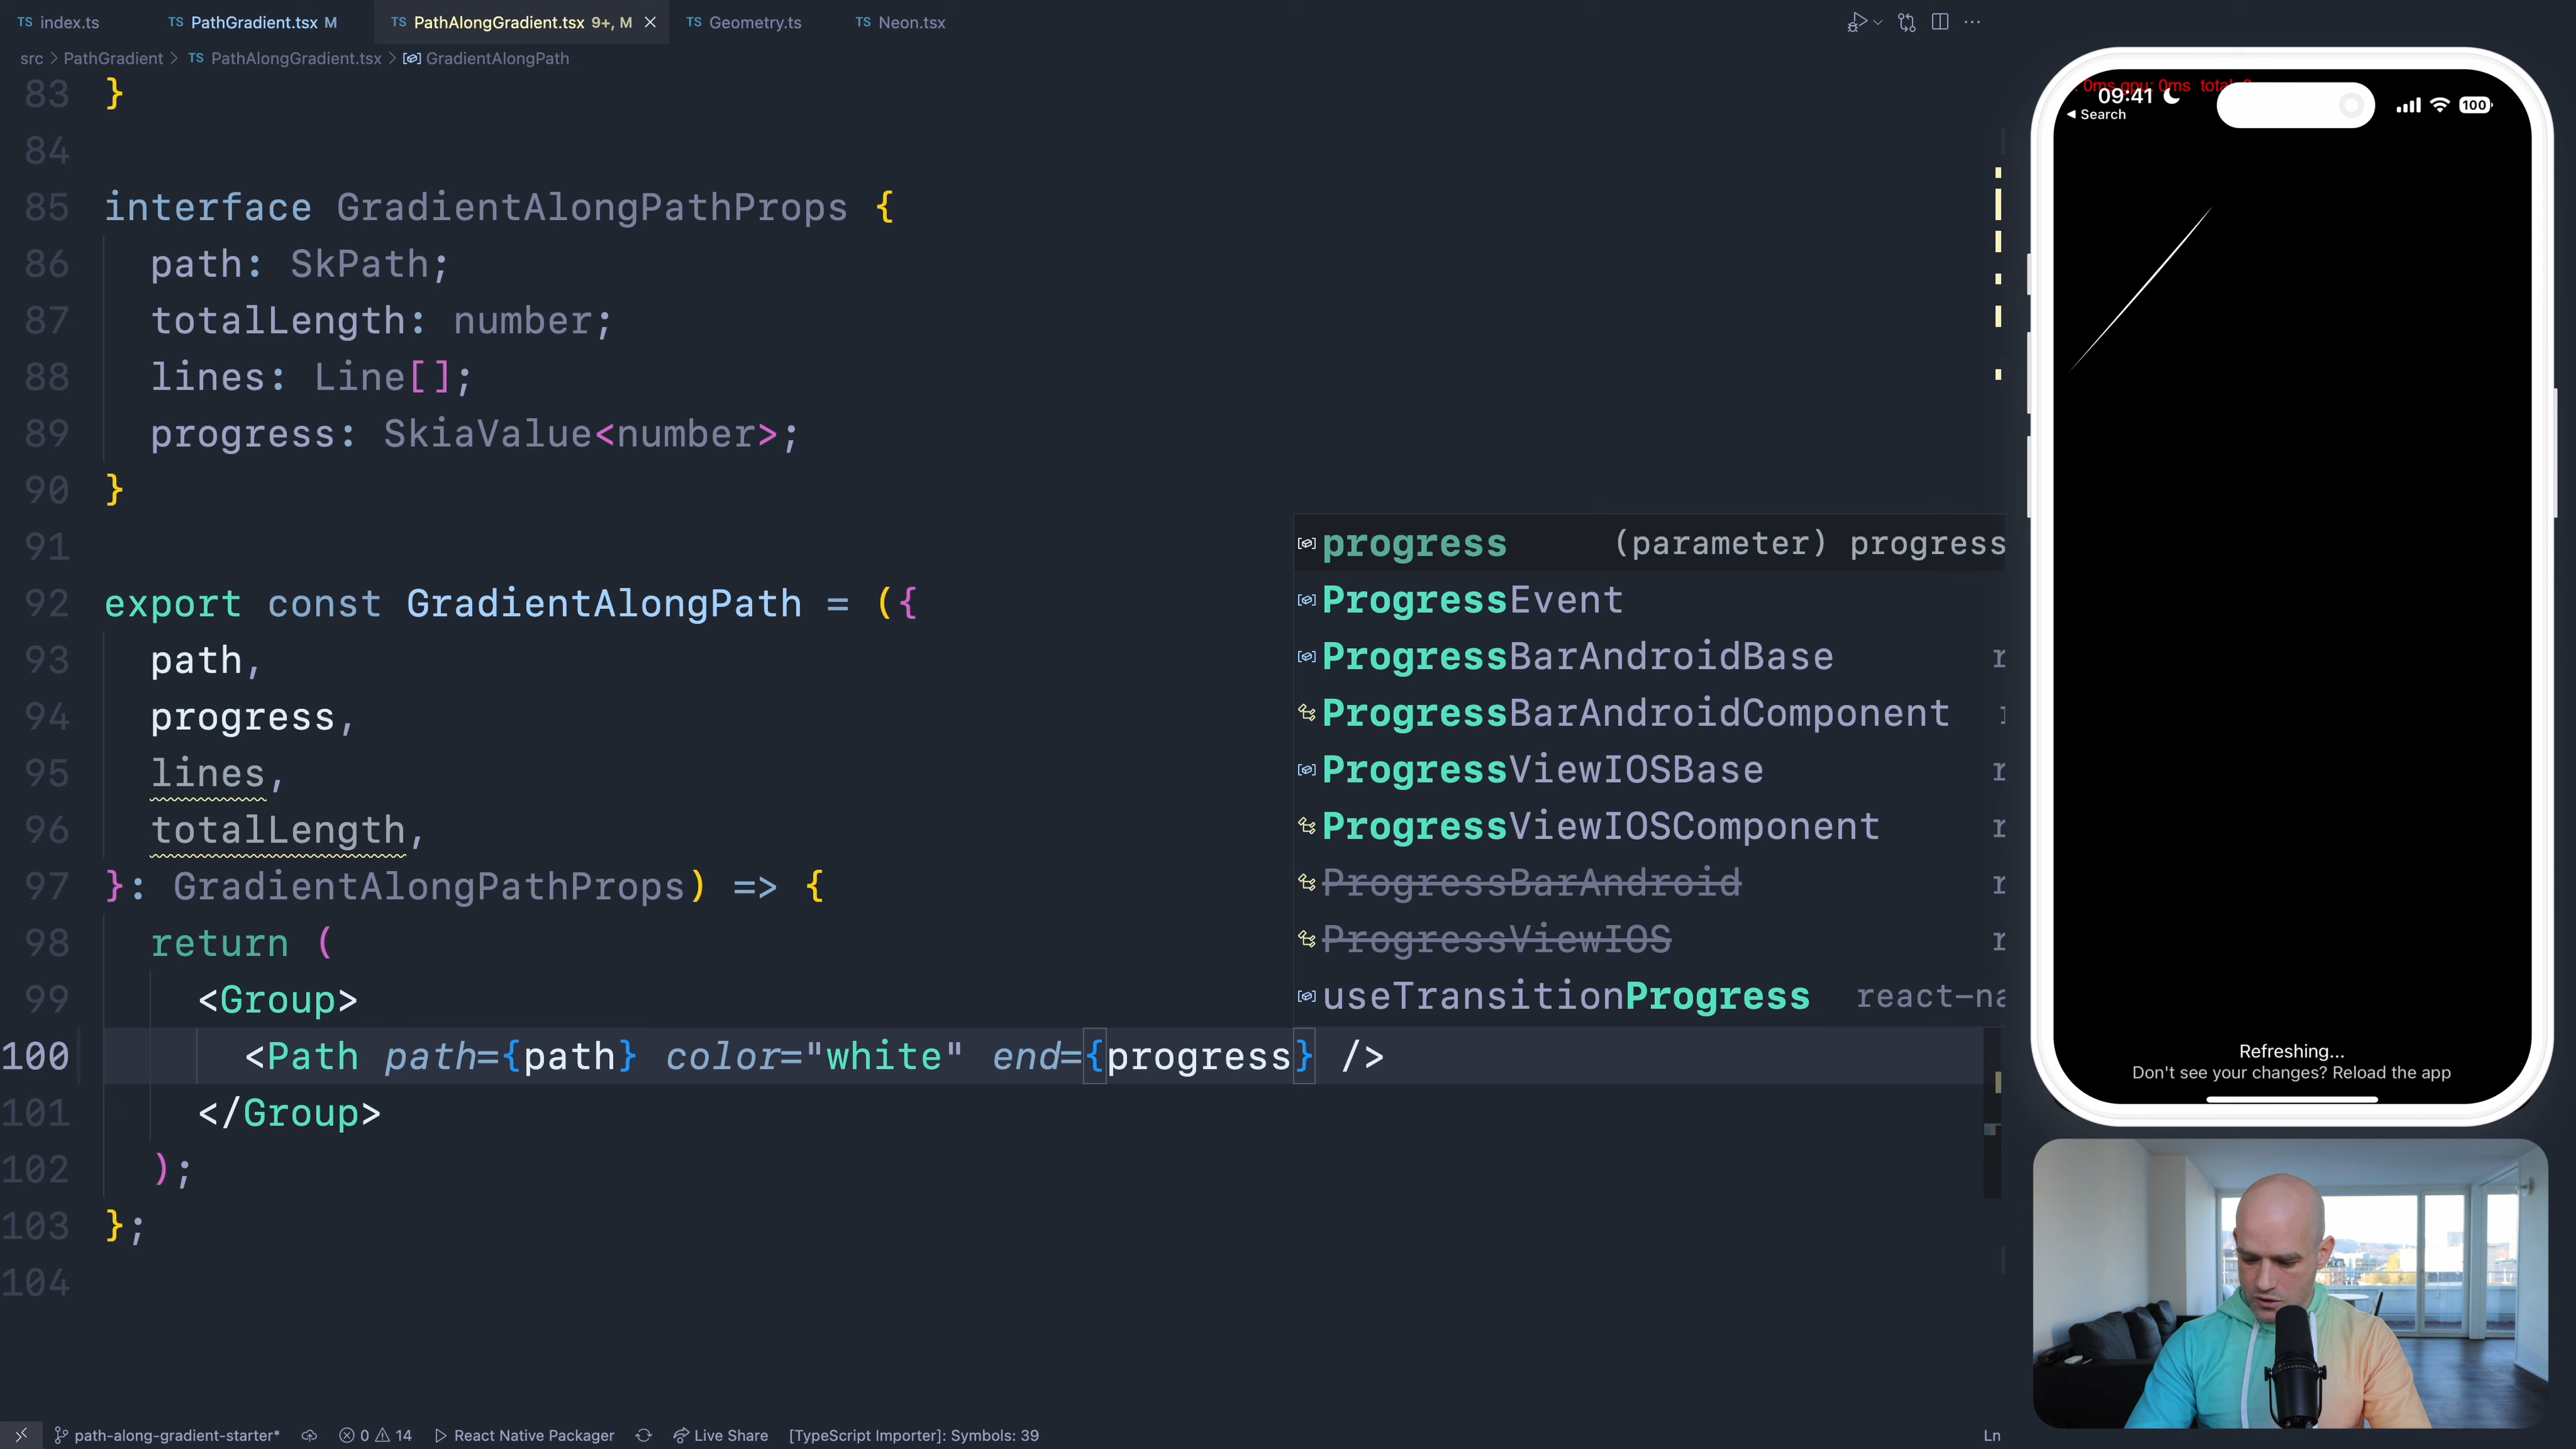 TS index.ts TS PathGradient.tsx M TS PathAlongGradient.tsx 9+, M TS Geometry.ts TS Neon.tsx
src > PathGradient > TS PathAlongGradient.tsx > GradientAlongPath
83 }
84
85 interface GradientAlongPathProps {
86 path: SkPath;
87 totalLength: number;
88 lines: Line[];
89 progress: SkiaValue<number>;
90 }
91
92 export const GradientAlongPath = ({
93 path,
94 progress,
95 lines,
96 totalLength,
97 }: GradientAlongPathProps) => {
98 return (
99 <Group>
100 <Path path={path} color="white" end={progress} />
101 </Group>
102 );
103 };
104
progress (parameter) progress
ProgressEvent
ProgressBarAndroidBase r
ProgressBarAndroidComponent
ProgressViewIOSBase r
ProgressViewIOSComponent r
ProgressBarAndroid r
ProgressViewIOS r
useTransitionProgress react-na
path-along-gradient-starter* 0 14 React Native Packager Live Share [TypeScript Importer]: Symbols: 39 Ln
0ms gpu: 0ms
09:41 100
◀ Search
Refreshing...
Don't see your changes? Reload the app